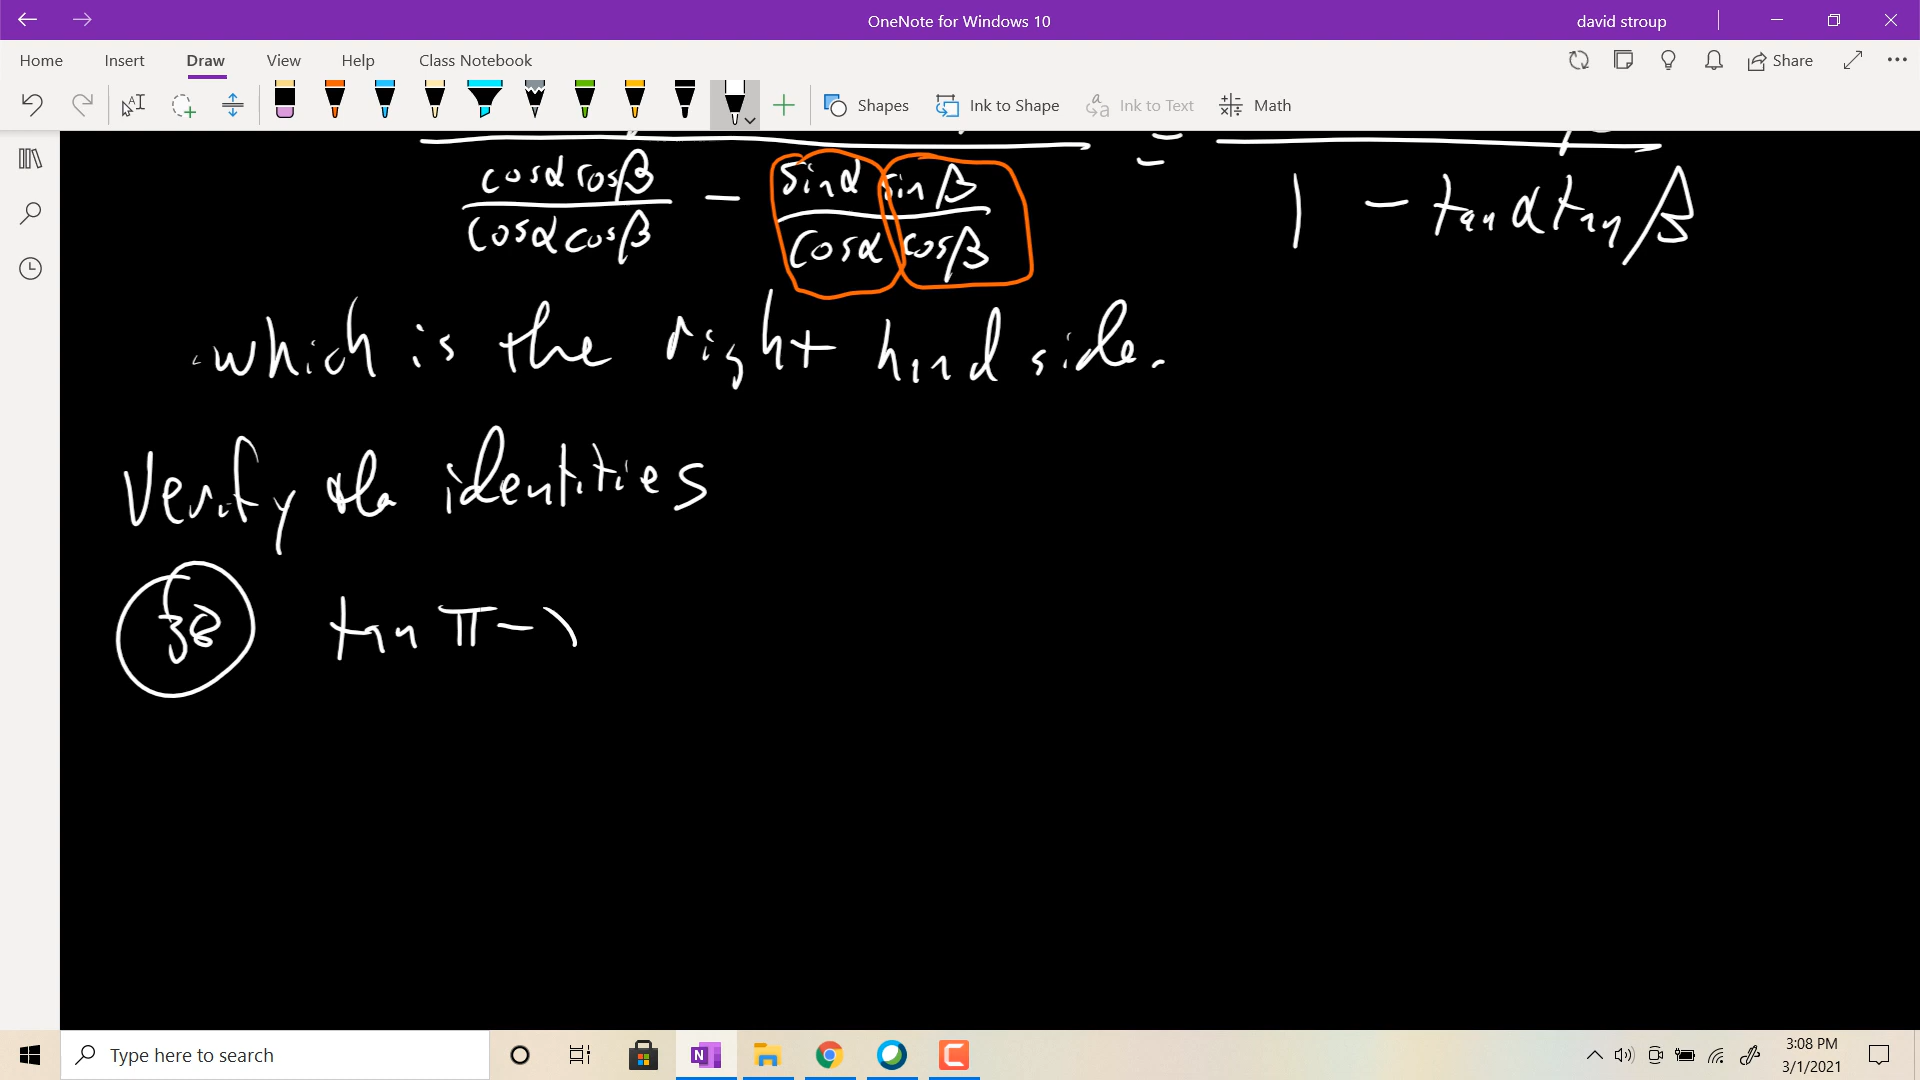 OneNote for Windows 10
david stroup
Home Insert Draw View Help Class Notebook
Share
Shapes Ink to Shape Ink to Text Math
cosα cosβ / cosα cosβ − sinα sinβ / cosα cosβ = 1 − tanα tanβ
which is the right hand side.
Verify the identities
38 tan π −
Type here to search
3:08 PM
3/1/2021